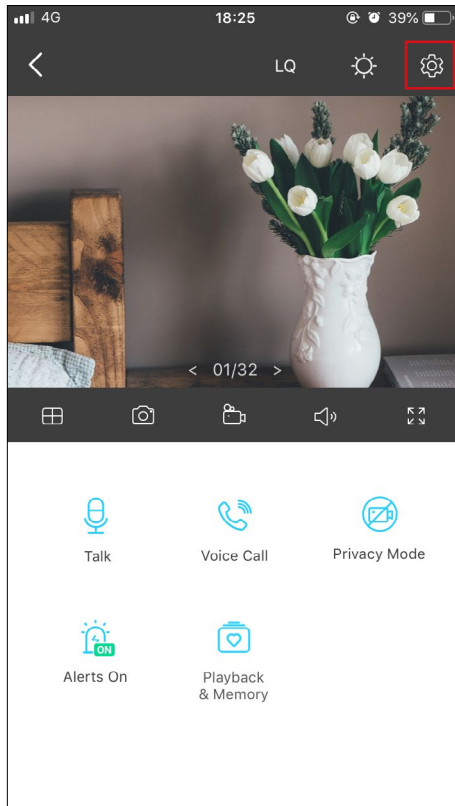 4G 18:25 39%
LQ
< 01/32 >
Talk Voice Call Privacy Mode
ON
Alerts On Playback
& Memory